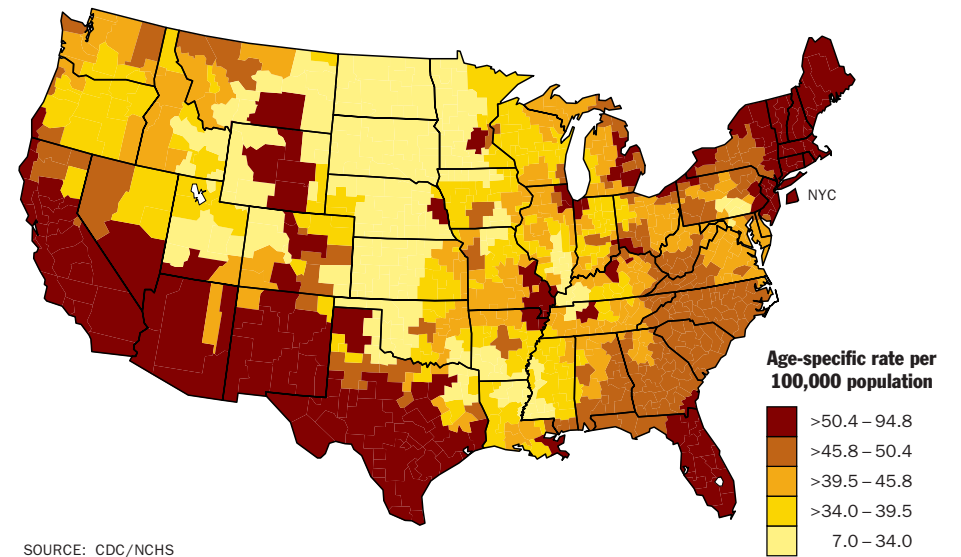 NYC
Age-specific rate per
100,000 population
>50.4 – 94.8
>45.8 – 50.4
>39.5 – 45.8
>34.0 – 39.5
7.0 – 34.0
SOURCE: CDC/NCHS